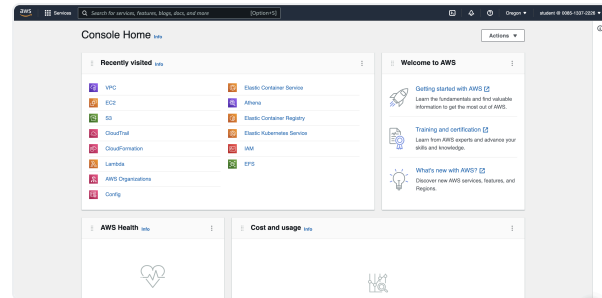 aws
Services
Search for services, features, blogs, docs, and more
[Option+S]
Oregon ▼
student @ 0086-1337-2226 ▼
Console Home Info
Actions ▼
Recently visited Info
VPC
EC2
S3
CloudTrail
CloudFormation
Lambda
AWS Organizations
Config
Elastic Container Service
Athena
Elastic Container Registry
Elastic Kubernetes Service
IAM
EFS
Welcome to AWS
Getting started with AWS
Learn the fundamentals and find valuable
information to get the most out of AWS.
Training and certification
Learn from AWS experts and advance your
skills and knowledge.
What's new with AWS?
Discover new AWS services, features, and
Regions.
AWS Health Info
Cost and usage Info